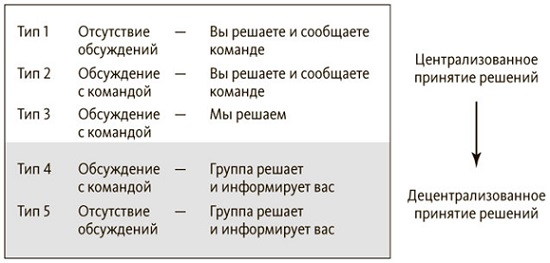 Тип 1 Отсутствие — Вы решаете и сообщаете
обсуждений команде
Тип 2 Обсуждение — Вы решаете и сообщаете
с командой команде
Тип 3 Обсуждение — Мы решаем
с командой
Тип 4 Обсуждение — Группа решает
с командой и информирует вас
Тип 5 Отсутствие — Группа решает
обсуждений и информирует вас
Централизованное
принятие решений
Децентрализованное
принятие решений